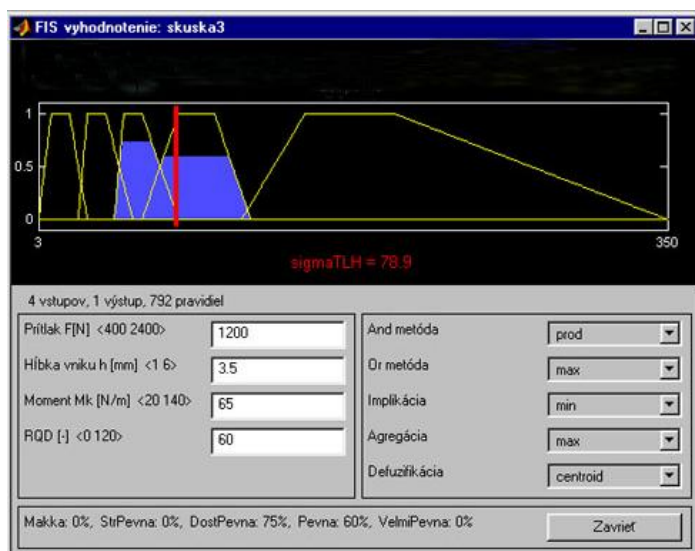 FIS vyhodnotenie: skuska3
1
0.5
0
3
350
sigmaTLH = 78.9
4 vstupov, 1 výstup, 792 pravidiel
Prítlak F[N] <400 2400>
1200
Hĺbka vniku h [mm] <1 6>
3.5
Moment Mk [N/m] <20 140>
65
RQD [-] <0 120>
60
And metóda
prod
Or metóda
max
Implikácia
min
Agregácia
max
Defuzifikácia
centroid
Makka: 0%, StrPevna: 0%, DostPevna: 75%, Pevna: 60%, VelmiPevna: 0%
Zavrieť